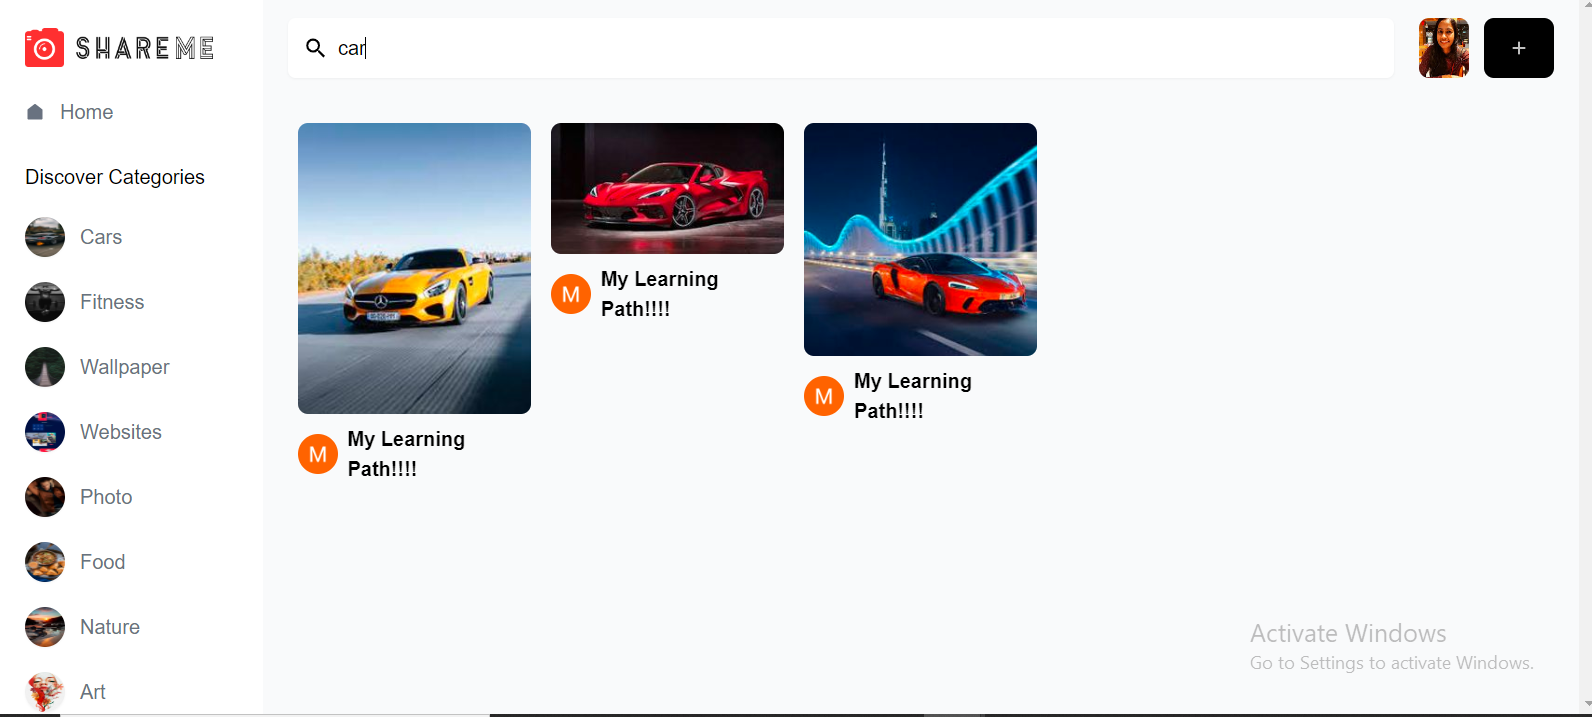 SHAREME
car
+
Home
Discover Categories
Cars
Fitness
Wallpaper
Websites
Photo
Food
Nature
Art
M
My Learning
Path!!!!
M
My Learning
Path!!!!
M
My Learning
Path!!!!
Activate Windows
Go to Settings to activate Windows.